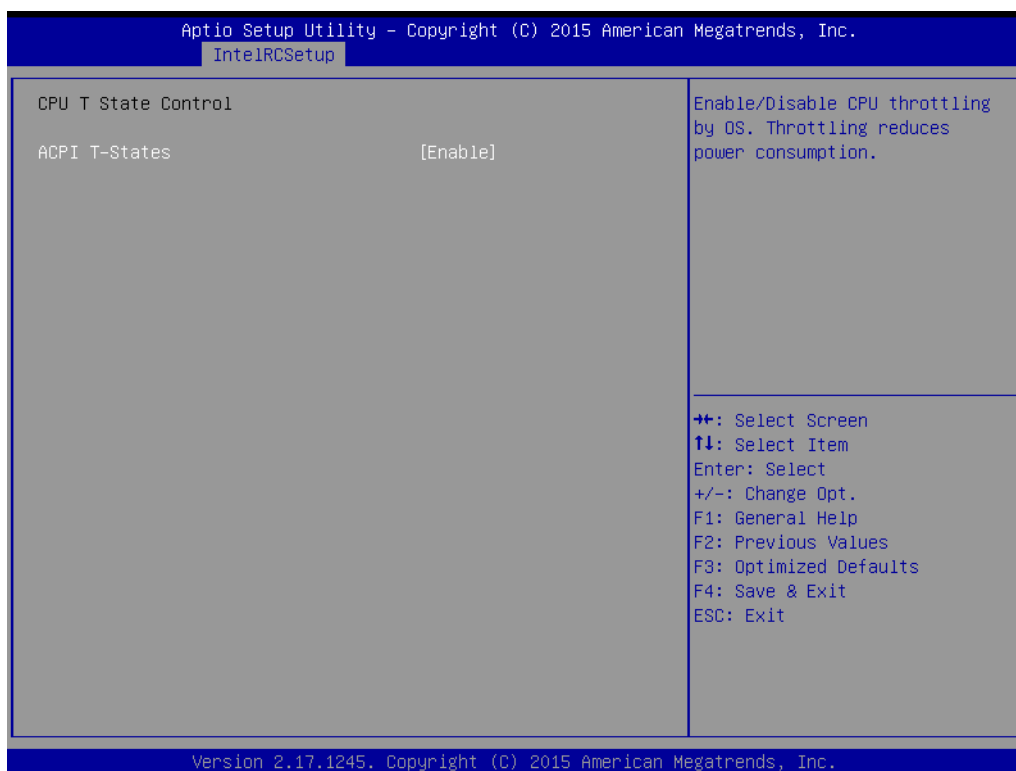 Aptio Setup Utility – Copyright (C) 2015 American Megatrends, Inc.
IntelRCSetup
CPU T State Control
ACPI T-States [Enable]
Enable/Disable CPU throttling
by OS. Throttling reduces
power consumption.
→←: Select Screen
↑↓: Select Item
Enter: Select
+/-: Change Opt.
F1: General Help
F2: Previous Values
F3: Optimized Defaults
F4: Save & Exit
ESC: Exit
Version 2.17.1245. Copyright (C) 2015 American Megatrends, Inc.